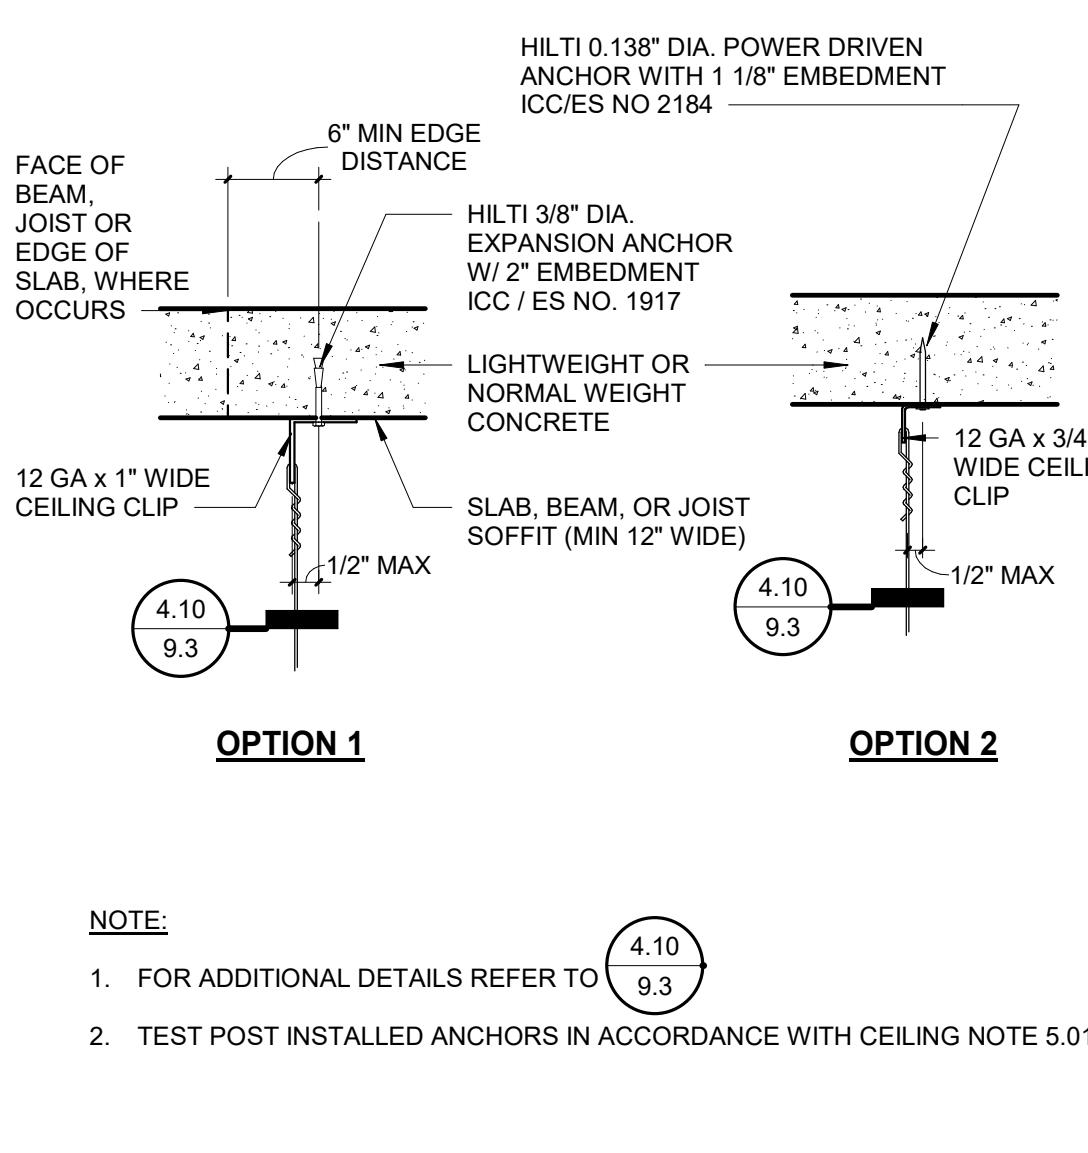 HILTI 0.138" DIA. POWER DRIVEN
ANCHOR WITH 1 1/8" EMBEDMENT
ICC/ES NO 2184
6" MIN EDGE
DISTANCE
FACE OF
BEAM,
JOIST OR
EDGE OF
SLAB, WHERE
OCCURS
HILTI 3/8" DIA.
EXPANSION ANCHOR
W/ 2" EMBEDMENT
ICC / ES NO. 1917
LIGHTWEIGHT OR
NORMAL WEIGHT
CONCRETE
12 GA x 1" WIDE
CEILING CLIP
SLAB, BEAM, OR JOIST
SOFFIT (MIN 12" WIDE)
12 GA x 3/4
WIDE CEILI
CLIP
1/2" MAX
4.10
9.3
1/2" MAX
4.10
9.3
OPTION 1
OPTION 2
NOTE:
1. FOR ADDITIONAL DETAILS REFER TO
4.10
9.3
2. TEST POST INSTALLED ANCHORS IN ACCORDANCE WITH CEILING NOTE 5.01